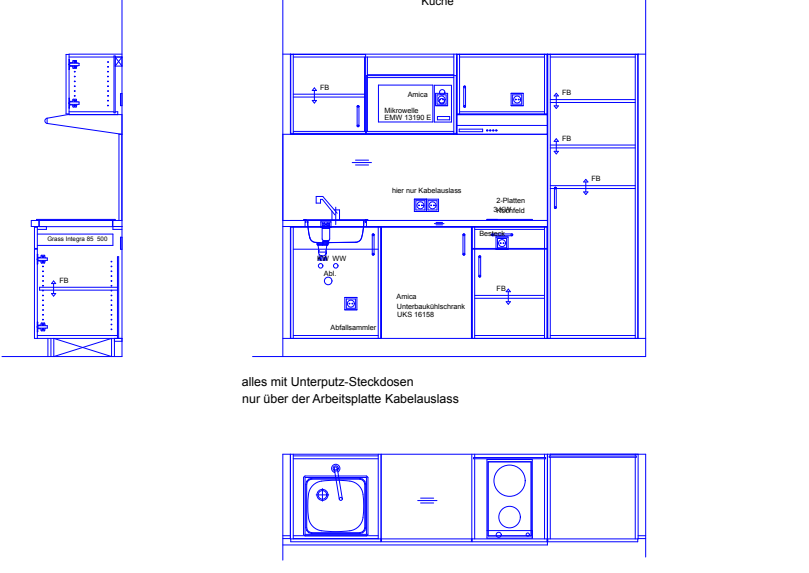 Küche
FB
Amica
Mikrowelle
EMW 13190 E
FB
FB
FB
hier nur Kabelauslass
2-Platten
Kochfeld
Grass Integra 85 500
Besteck
WW
Abl.
FB
FB
Amica
Unterbaukühlschrank
UKS 16158
Abfallsammler
alles mit Unterputz-Steckdosen
nur über der Arbeitsplatte Kabelauslass